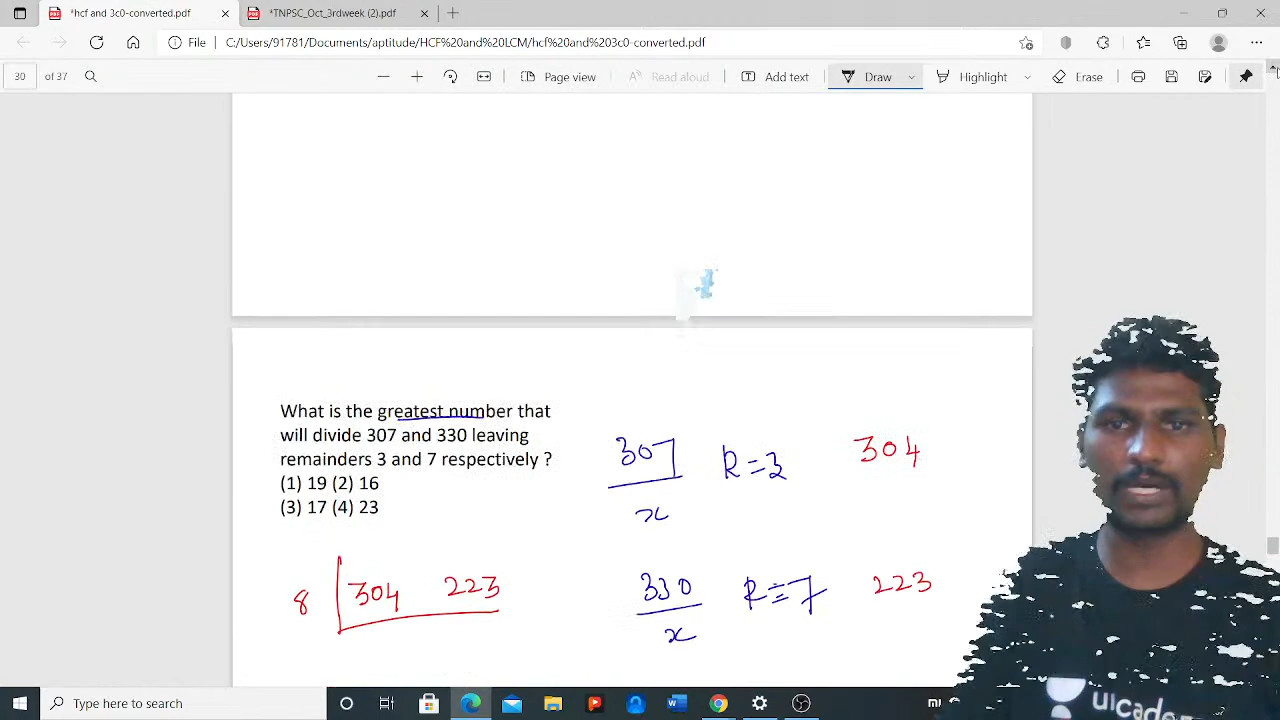 *hcf and 3c0-converted.pdf
*TNPSC_Oct_3rdweek (2).pdf
File
C:/Users/91781/Documents/aptitude/HCF%20and%20LCM/hcf%20and%203c0-converted.pdf
30 of 37
Page view
Read aloud
Add text
Draw
Highlight
Erase
What is the greatest number that
will divide 307 and 330 leaving
remainders 3 and 7 respectively ?
(1) 19 (2) 16
(3) 17 (4) 23
307 R=3 304
x
8 304 223
330 R=7 223
x
Type here to search